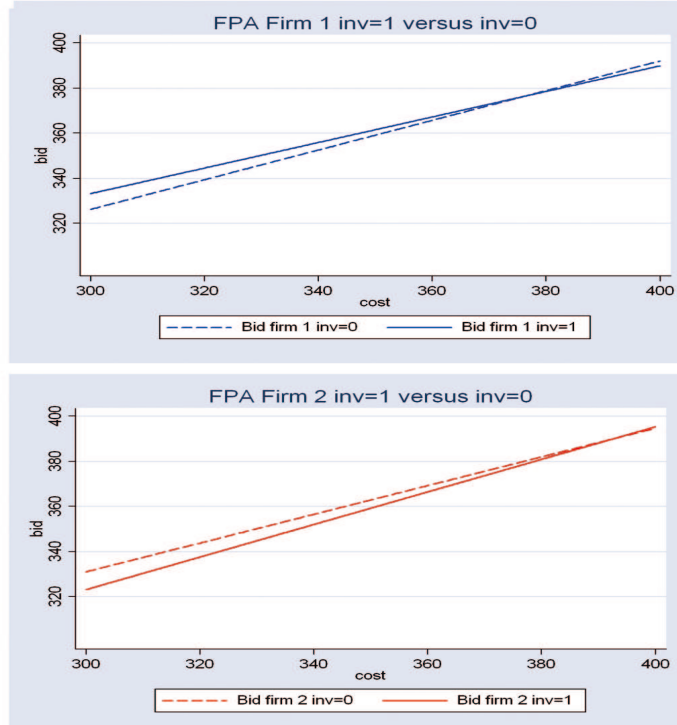 FPA Firm 1 inv=1 versus inv=0
400
380
360
340
320
bid
300 320 340 360 380 400
cost
Bid firm 1 inv=0 Bid firm 1 inv=1
FPA Firm 2 inv=1 versus inv=0
400
380
360
340
320
bid
300 320 340 360 380 400
cost
Bid firm 2 inv=0 Bid firm 2 inv=1